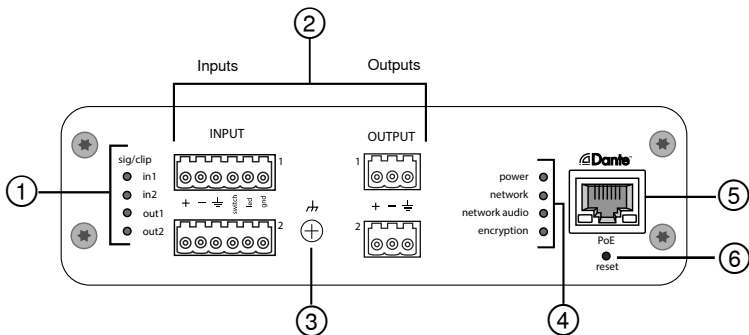 2
Inputs
Outputs
INPUT
OUTPUT
Dante™
sig/clip
1
1
in1
in2
out1
out2
1
+ − switch led gnd
+ −
2
2
power
network
network audio
encryption
PoE
reset
5
6
3
4